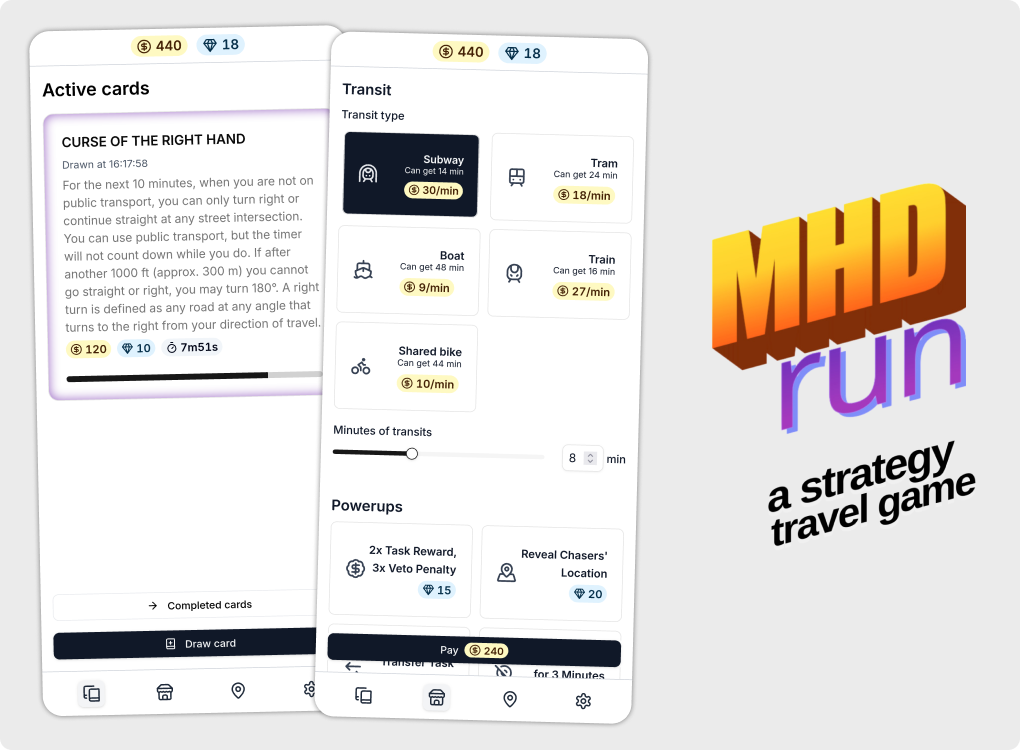 440 18
Active cards
CURSE OF THE RIGHT HAND
Drawn at 16:17:58
For the next 10 minutes, when you are not on
public transport, you can only turn right or
continue straight at any street intersection.
You can use public transport, but the timer
will not count down while you do. If after
another 1000 ft (approx. 300 m) you cannot
go straight or right, you may turn 180°. A right
turn is defined as any road at any angle that
turns to the right from your direction of travel.
120 10 7m51s
Completed cards
Draw card
440 18
Transit
Transit type
Subway
Can get 14 min
30/min
Tram
Can get 24 min
18/min
Boat
Can get 48 min
9/min
Train
Can get 16 min
27/min
Shared bike
Can get 44 min
10/min
Minutes of transits
8 min
Powerups
2x Task Reward,
3x Veto Penalty
15
Reveal Chasers'
Location
20
Pay 240
Transfer Task
for 3 Minutes
MHD
run
a strategy
travel game